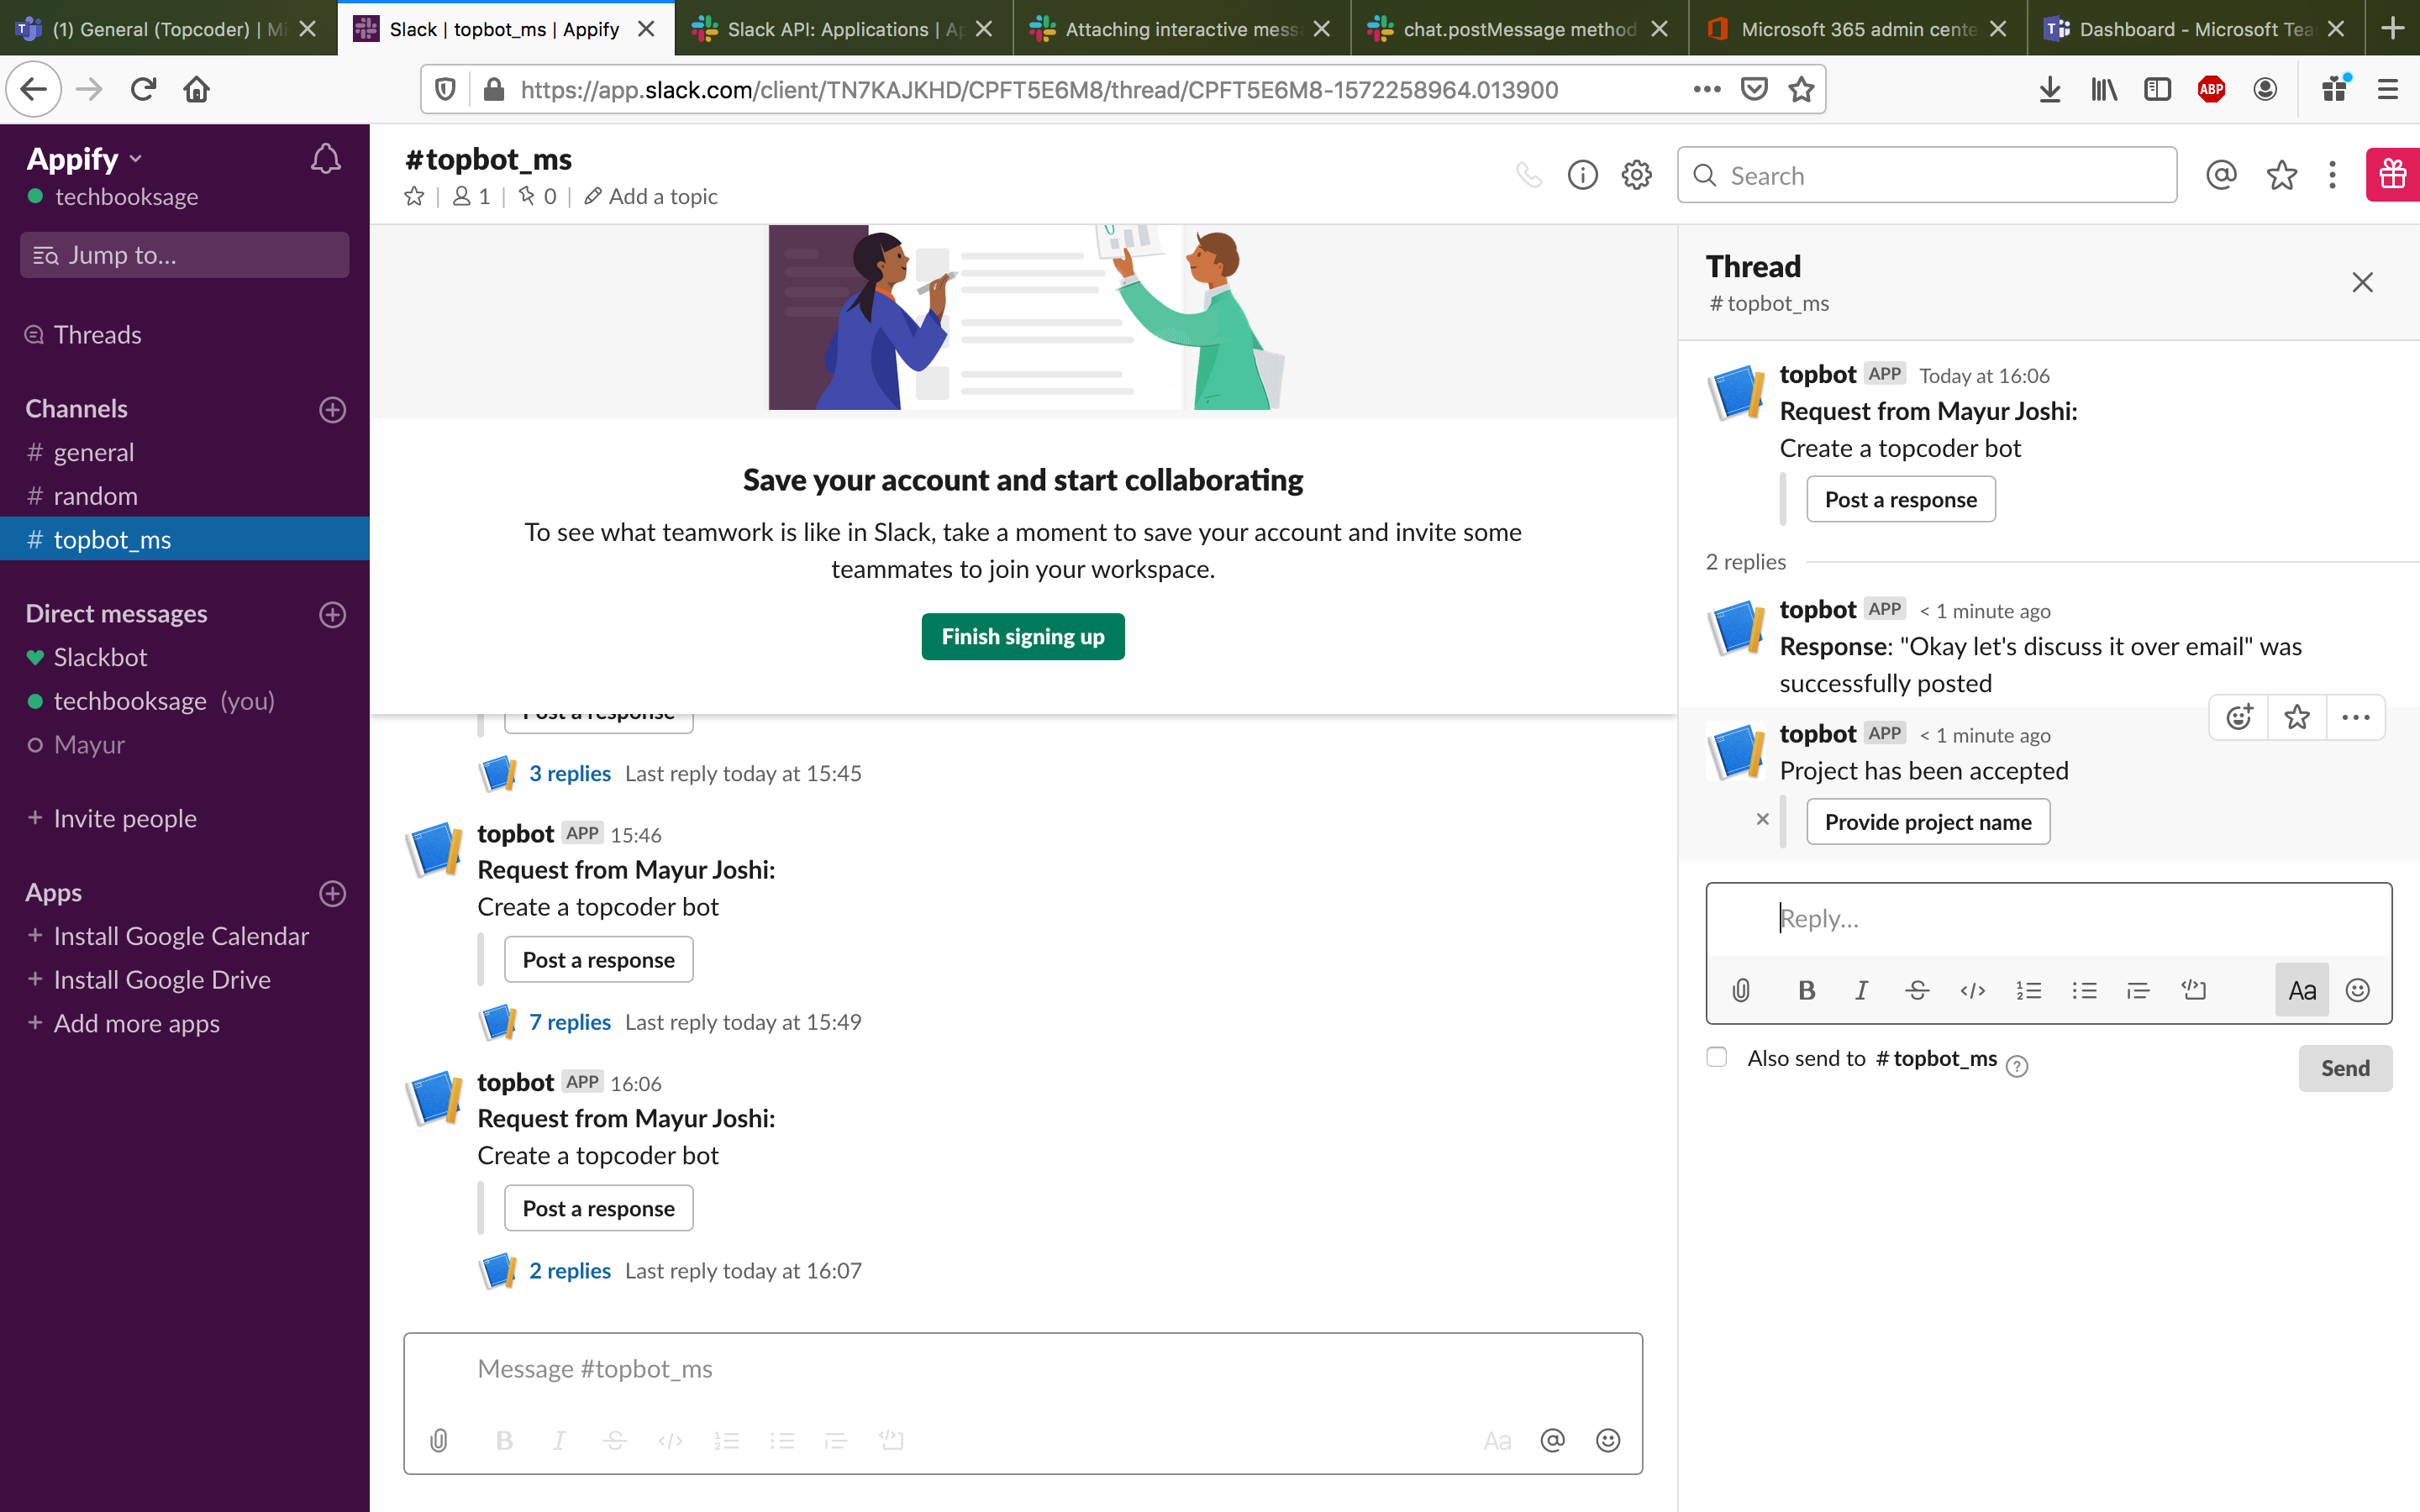 (1) General (Topcoder) | Mi
Slack | topbot_ms | Appify
Slack API: Applications | Ap
Attaching interactive messa
chat.postMessage method
Microsoft 365 admin cente
Dashboard - Microsoft Tea
https://app.slack.com/client/TN7KAJKHD/CPFT5E6M8/thread/CPFT5E6M8-1572258964.013900
ABP
Appify
techbooksage
Jump to...
Threads
Channels
# general
# random
# topbot_ms
Direct messages
Slackbot
techbooksage (you)
Mayur
+ Invite people
Apps
+ Install Google Calendar
+ Install Google Drive
+ Add more apps
#topbot_ms
1 | 0 | Add a topic
Search
Save your account and start collaborating
To see what teamwork is like in Slack, take a moment to save your account and invite some
teammates to join your workspace.
Finish signing up
Post a response
3 replies Last reply today at 15:45
topbot APP 15:46
Request from Mayur Joshi:
Create a topcoder bot
Post a response
7 replies Last reply today at 15:49
topbot APP 16:06
Request from Mayur Joshi:
Create a topcoder bot
Post a response
2 replies Last reply today at 16:07
Message #topbot_ms
B I S Aa @
Thread
# topbot_ms
topbot APP Today at 16:06
Request from Mayur Joshi:
Create a topcoder bot
Post a response
2 replies
topbot APP < 1 minute ago
Response: "Okay let's discuss it over email" was
successfully posted
topbot APP < 1 minute ago
Project has been accepted
Provide project name
Reply...
B I S Aa
Also send to # topbot_ms ?
Send